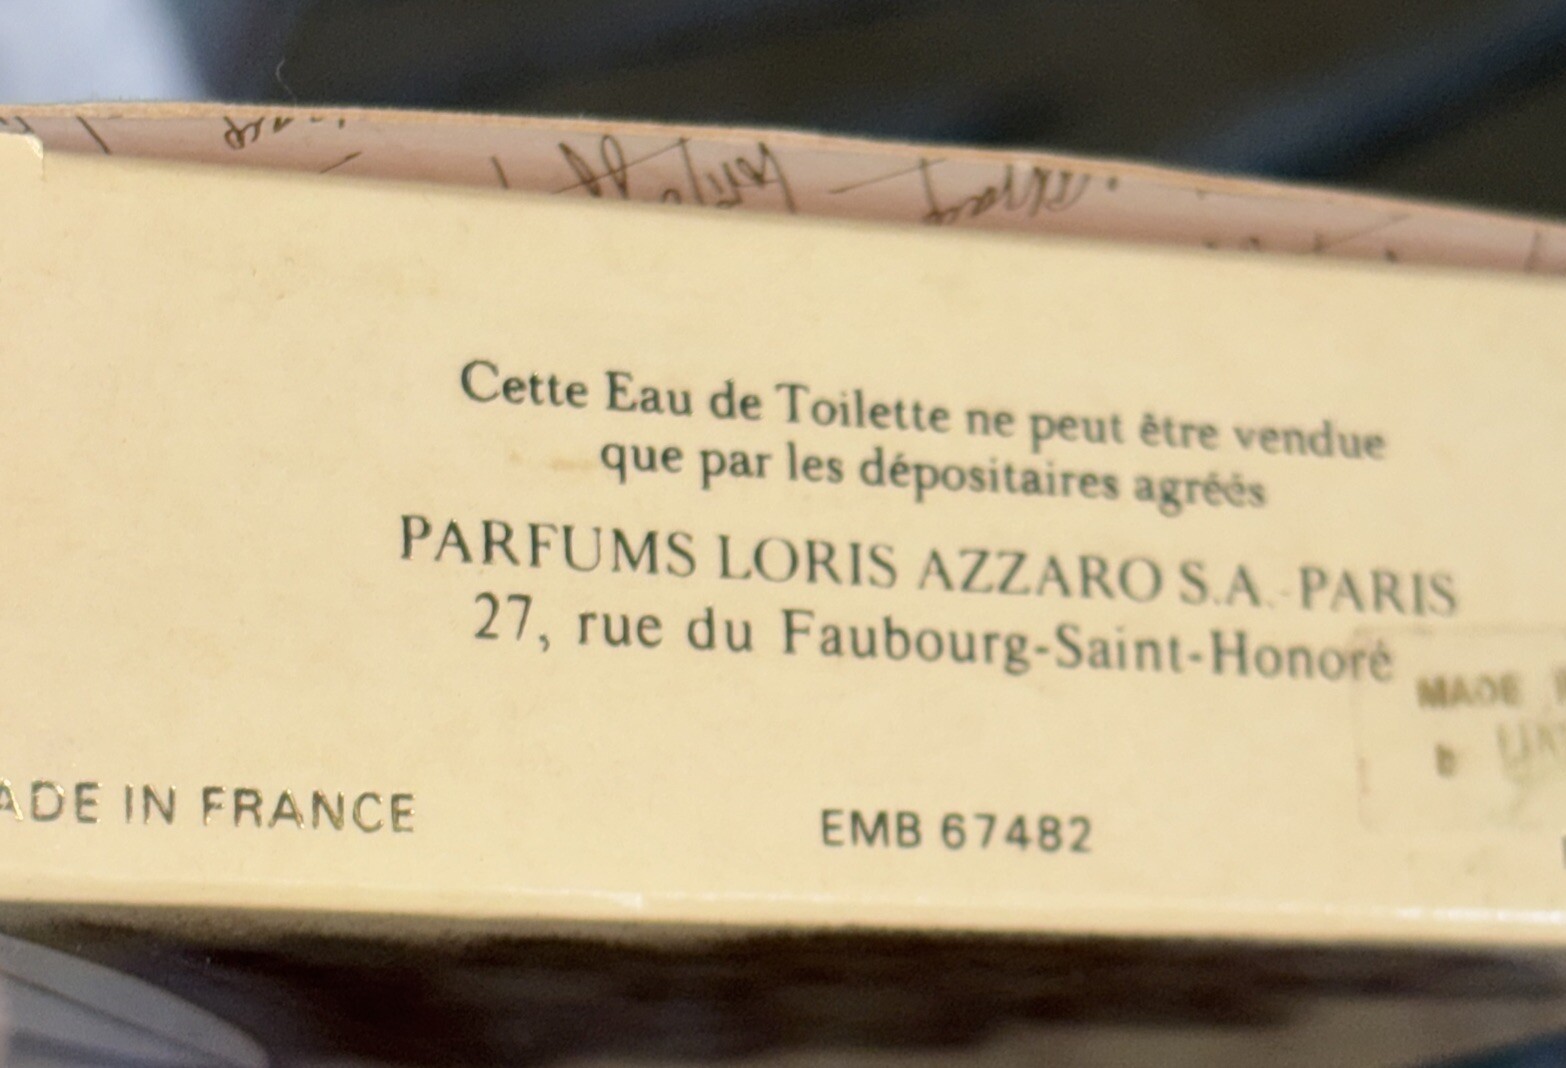 Cette Eau de Toilette ne peut être vendue
que par les dépositaires agréés
PARFUMS LORIS AZZARO S.A.-PARIS
27, rue du Faubourg-Saint-Honoré
MADE
ADE IN FRANCE
EMB 67482